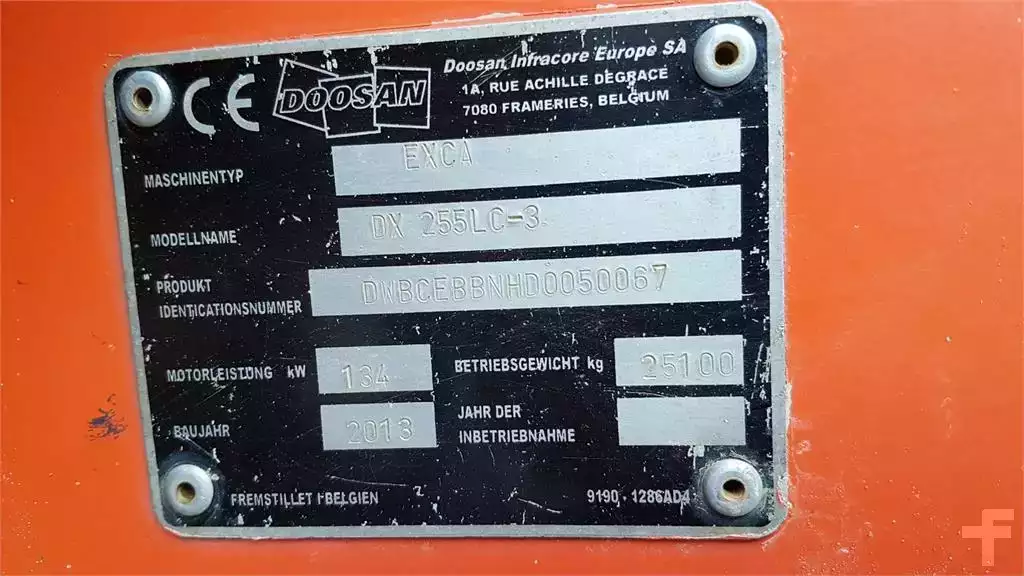 CE DOOSAN
Doosan Infracore Europe SA
1A, RUE ACHILLE DEGRACE
7080 FRAMERIES, BELGIUM
MASCHINENTYP EXCA
MODELLNAME DX 255LC-3
PRODUKT
IDENTICATIONSNUMMER DWBCEBBNHD0050067
MOTORLEISTUNG kW 134 BETRIEBSGEWICHT kg 25100
BAUJAHR 2013 JAHR DER
INBETRIEBNAHME
FREMSTILLET I BELGIEN 9190 - 1286AD4